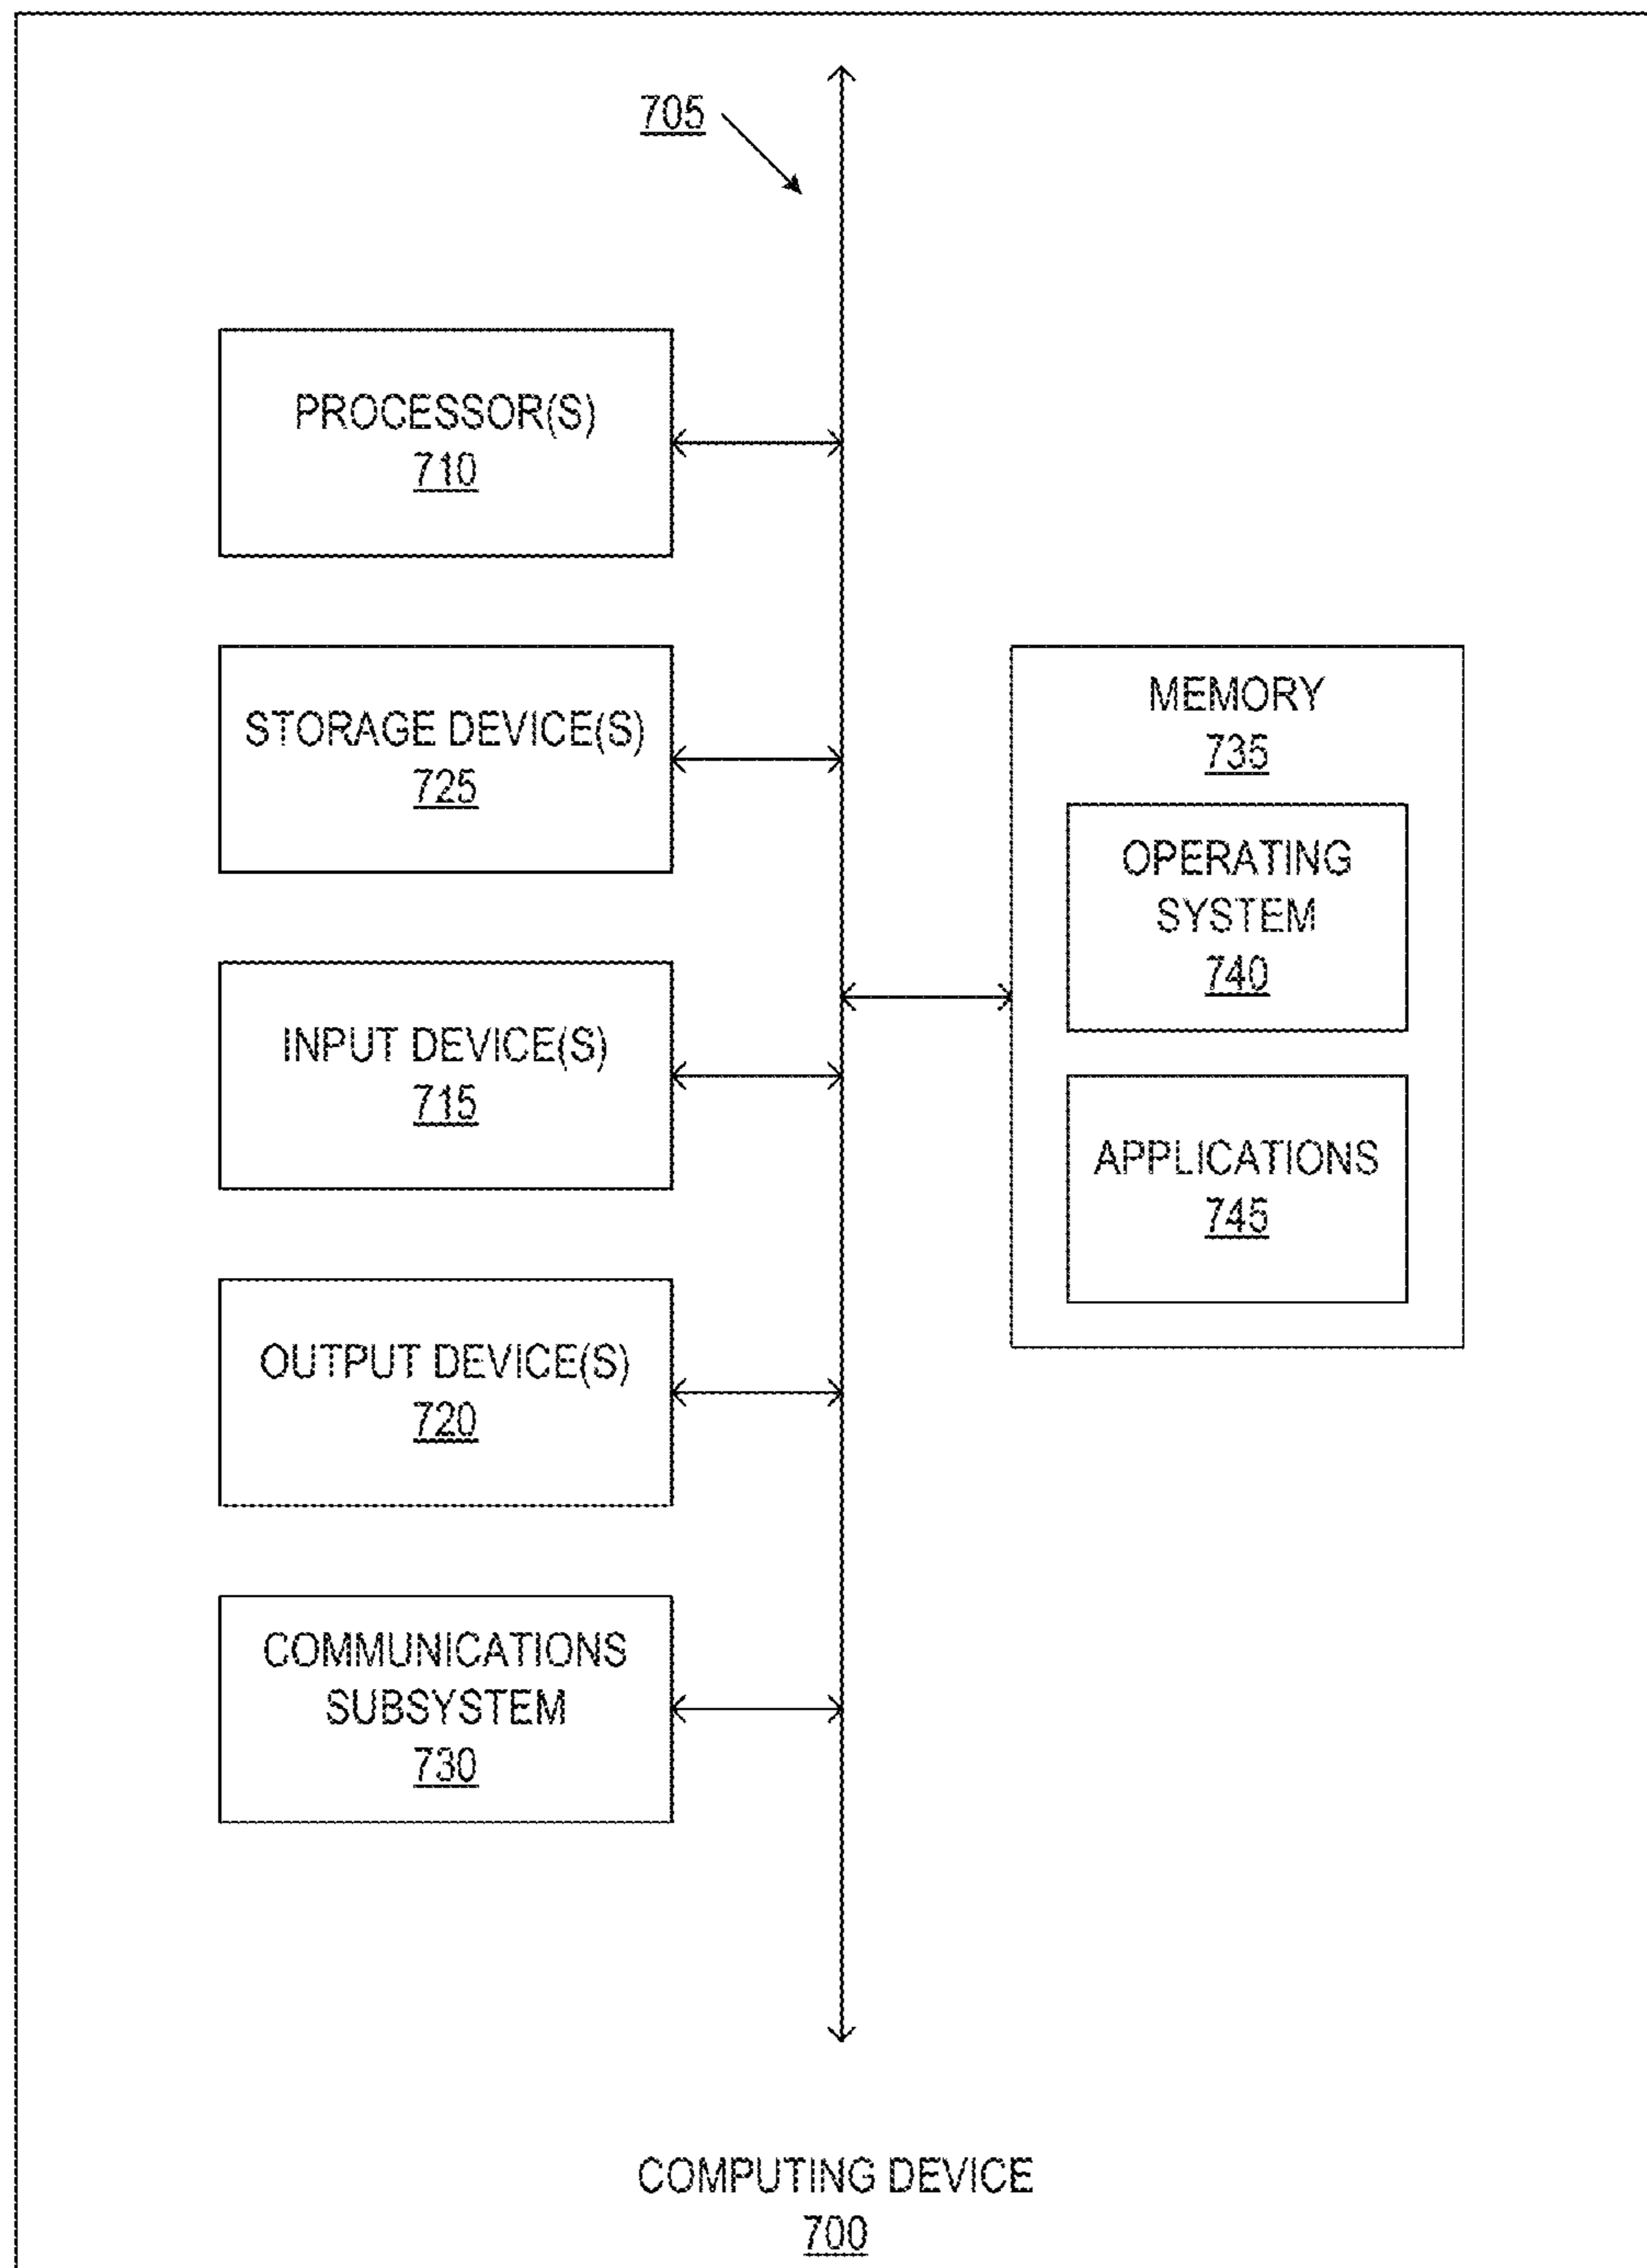 705
PROCESSOR(S)
710
STORAGE DEVICE(S)
725
INPUT DEVICE(S)
715
OUTPUT DEVICE(S)
720
COMMUNICATIONS
SUBSYSTEM
730
MEMORY
735
OPERATING
SYSTEM
740
APPLICATIONS
745
COMPUTING DEVICE
700